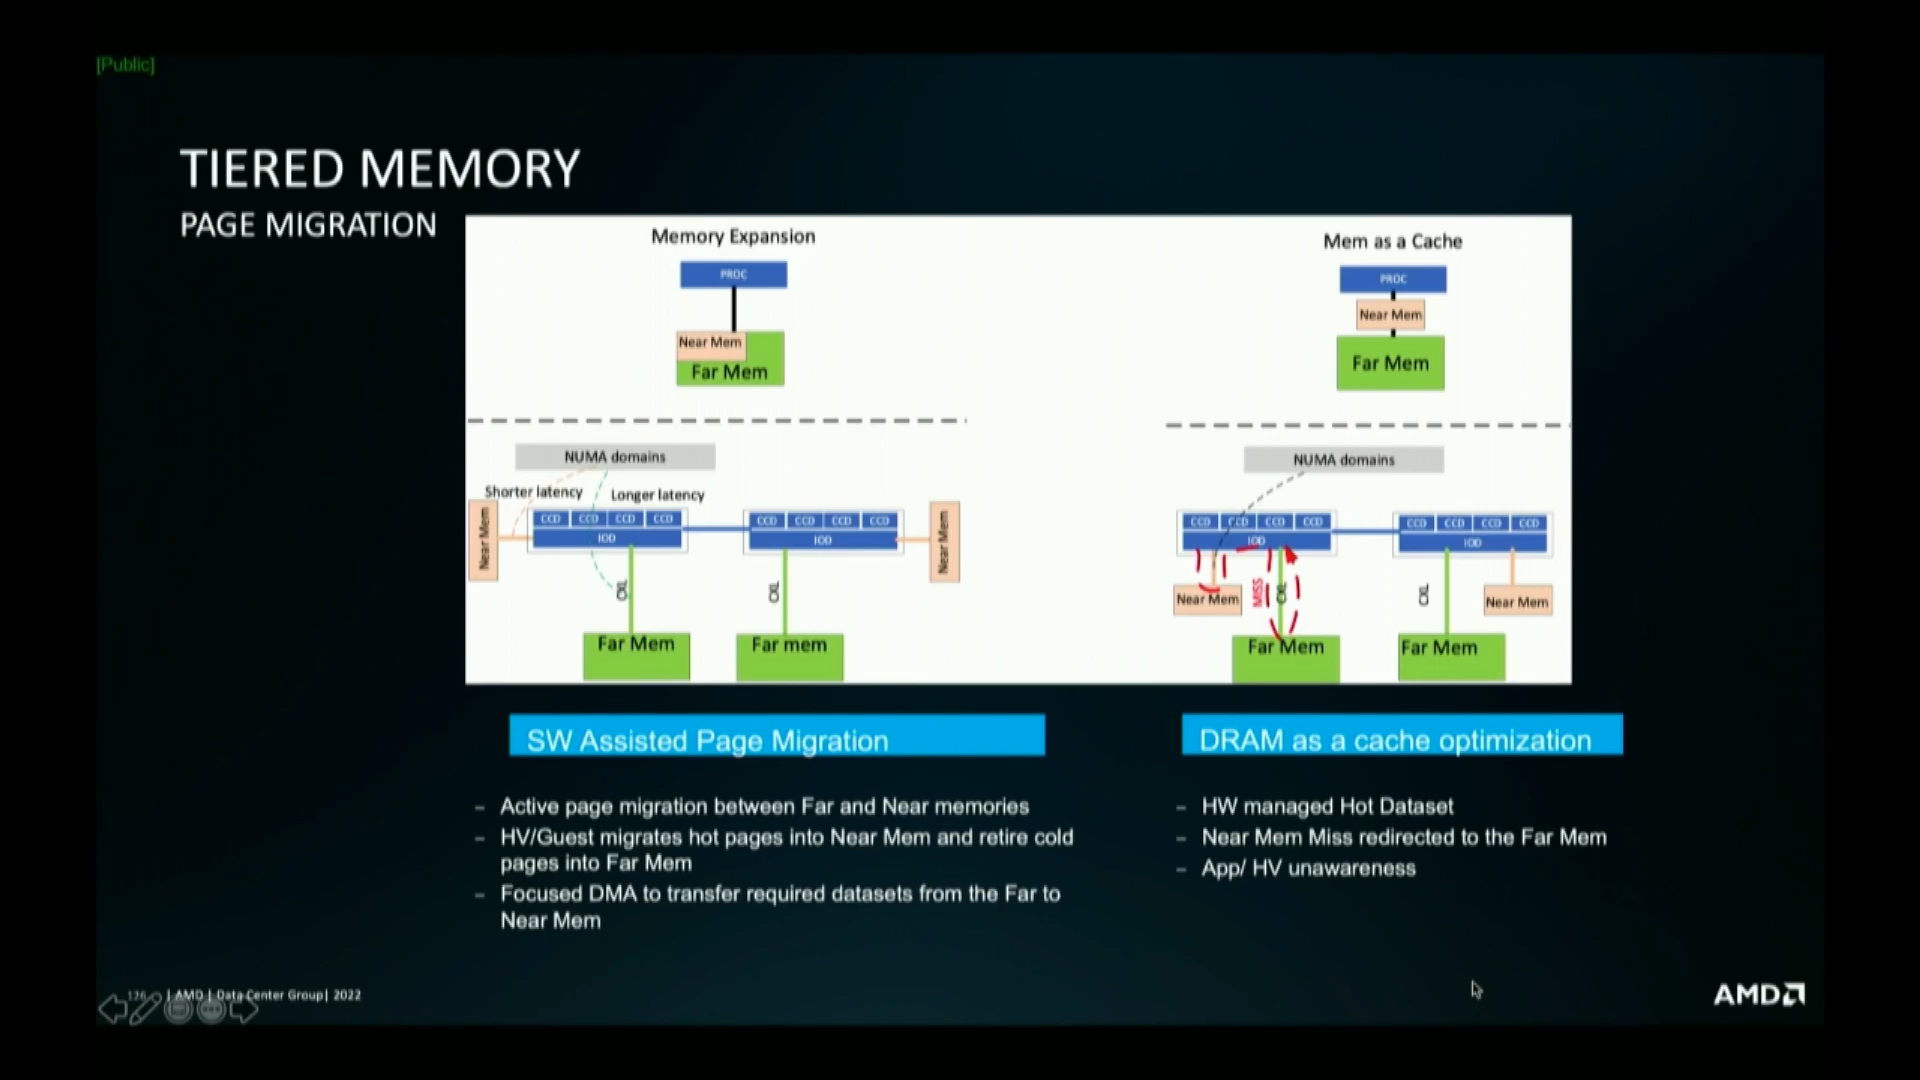 [Public]
TIERED MEMORY
PAGE MIGRATION
Memory Expansion
PROC
Near Mem
Far Mem
NUMA domains
Shorter latency
Longer latency
Near Mem
CCD CCD CCD CCD
IOD
CCD CCD CCD CCD
IOD
Near Mem
CXL
CXL
Far Mem
Far mem
Mem as a Cache
PROC
Near Mem
Far Mem
NUMA domains
CCD CCD CCD CCD
IOD
CCD CCD CCD CCD
IOD
Near Mem
MISS
CXL
CXL
Near Mem
Far Mem
Far Mem
SW Assisted Page Migration
– Active page migration between Far and Near memories
– HV/Guest migrates hot pages into Near Mem and retire cold
pages into Far Mem
– Focused DMA to transfer required datasets from the Far to
Near Mem
DRAM as a cache optimization
– HW managed Hot Dataset
– Near Mem Miss redirected to the Far Mem
– App/ HV unawareness
126 | AMD | Data Center Group| 2022
AMD